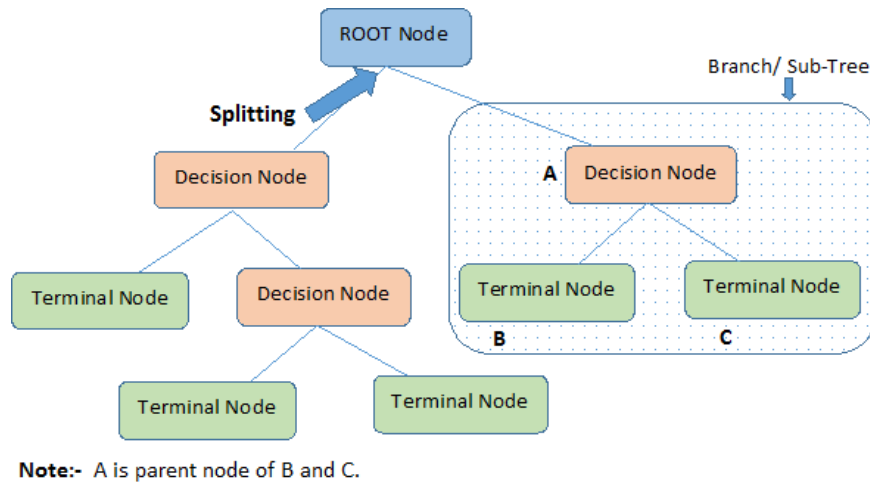 ROOT Node
Branch/ Sub-Tree
Splitting
Decision Node
A
Decision Node
Terminal Node
Decision Node
Terminal Node
Terminal Node
B
C
Terminal Node
Terminal Node
Note:- A is parent node of B and C.